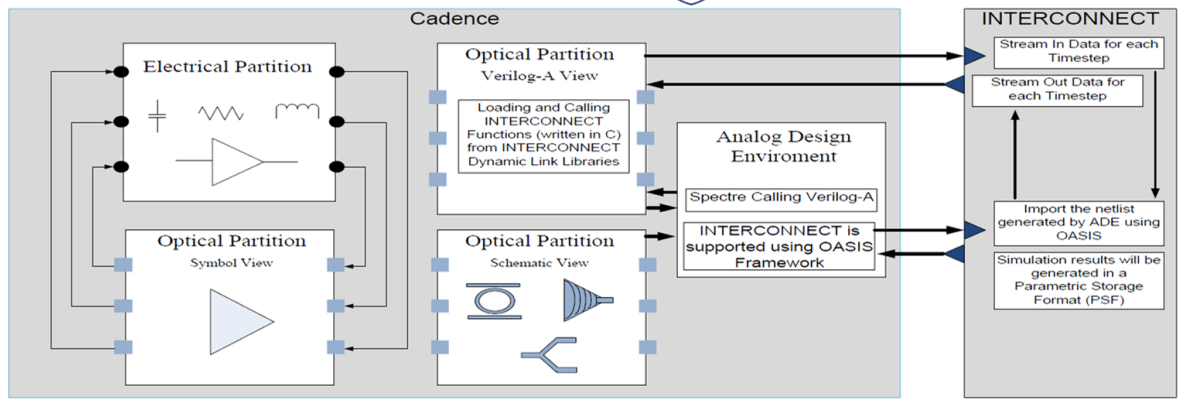 Cadence
Electrical Partition
Optical Partition
Symbol View
Optical Partition
Verilog-A View
Loading and Calling
INTERCONNECT
Functions (written in C)
from INTERCONNECT
Dynamic Link Libraries
Optical Partition
Schematic View
Analog Design
Enviroment
Spectre Calling Verilog-A
INTERCONNECT is
supported using OASIS
Framework
INTERCONNECT
Stream In Data for each
Timestep
Stream Out Data for
each Timestep
Import the netlist
generated by ADE using
OASIS
Simulation results will be
generated in a
Parametric Storage
Format (PSF)